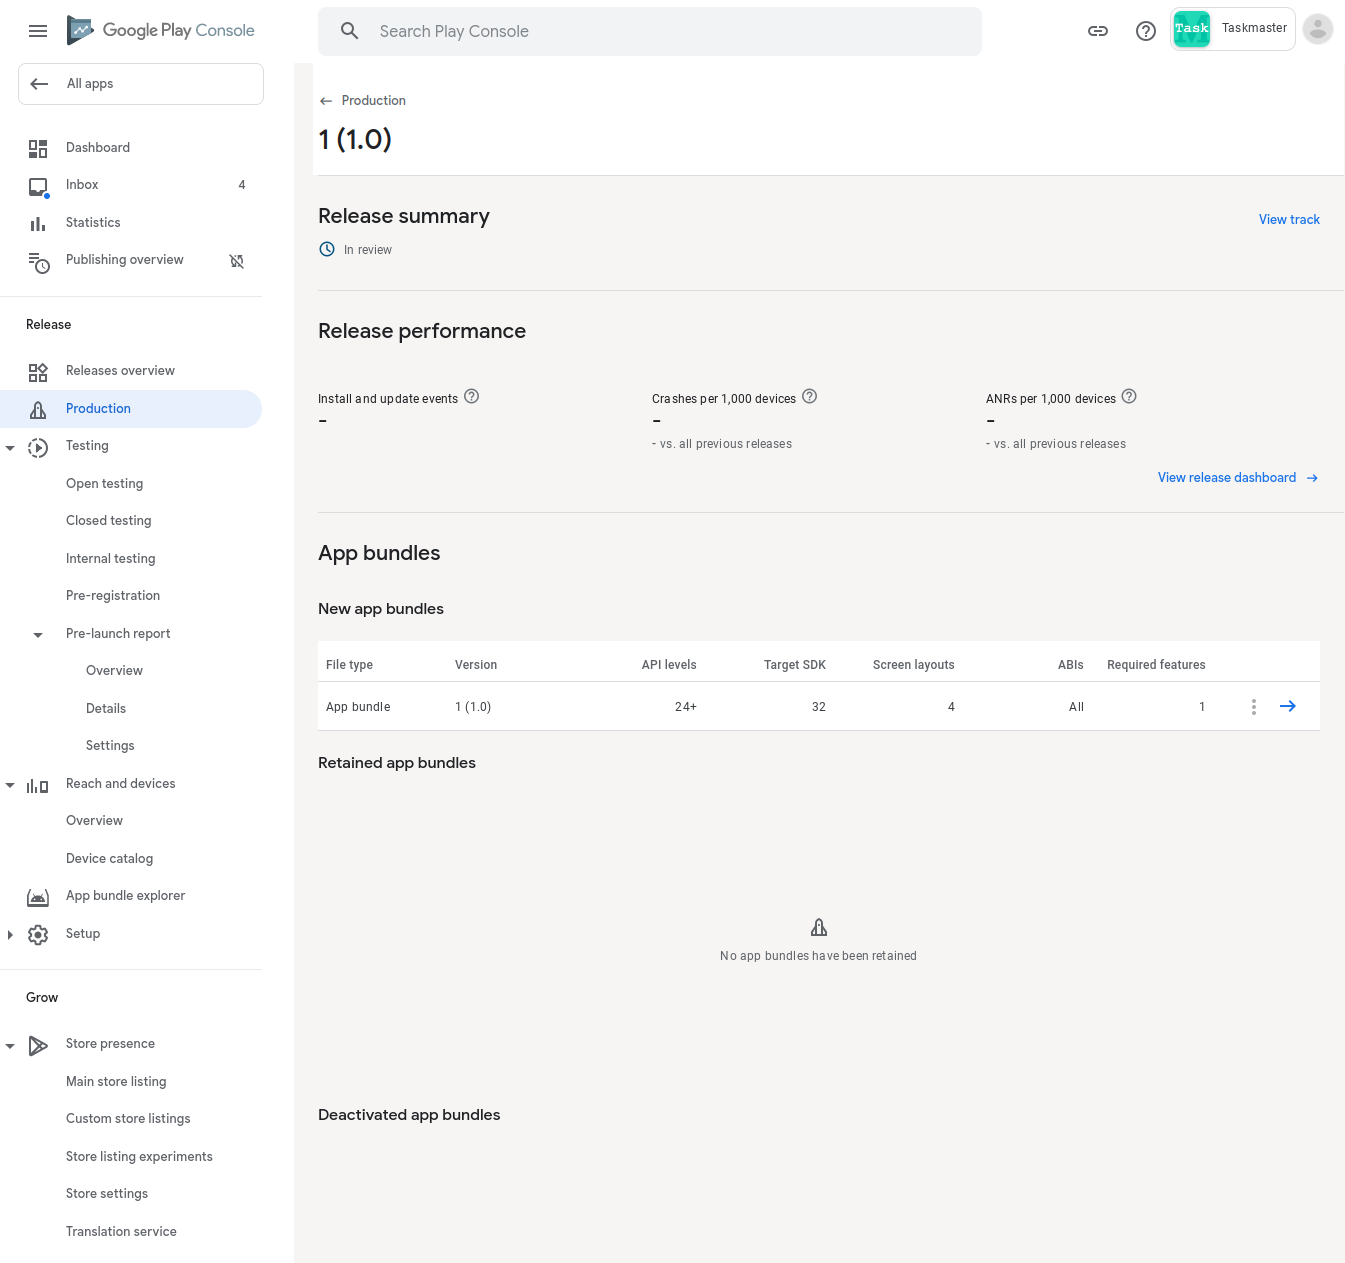 Google Play Console
Search Play Console
Task
Taskmaster
All apps
Dashboard
Inbox 4
Statistics
Publishing overview
Release
Releases overview
Production
Testing
Open testing
Closed testing
Internal testing
Pre-registration
Pre-launch report
Overview
Details
Settings
Reach and devices
Overview
Device catalog
App bundle explorer
Setup
Grow
Store presence
Main store listing
Custom store listings
Store listing experiments
Store settings
Translation service
Production
1 (1.0)
Release summary
View track
In review
Release performance
Install and update events
-
Crashes per 1,000 devices
-
- vs. all previous releases
ANRs per 1,000 devices
-
- vs. all previous releases
View release dashboard
App bundles
New app bundles
File type Version API levels Target SDK Screen layouts ABIs Required features
App bundle 1 (1.0) 24+ 32 4 All 1
Retained app bundles
No app bundles have been retained
Deactivated app bundles